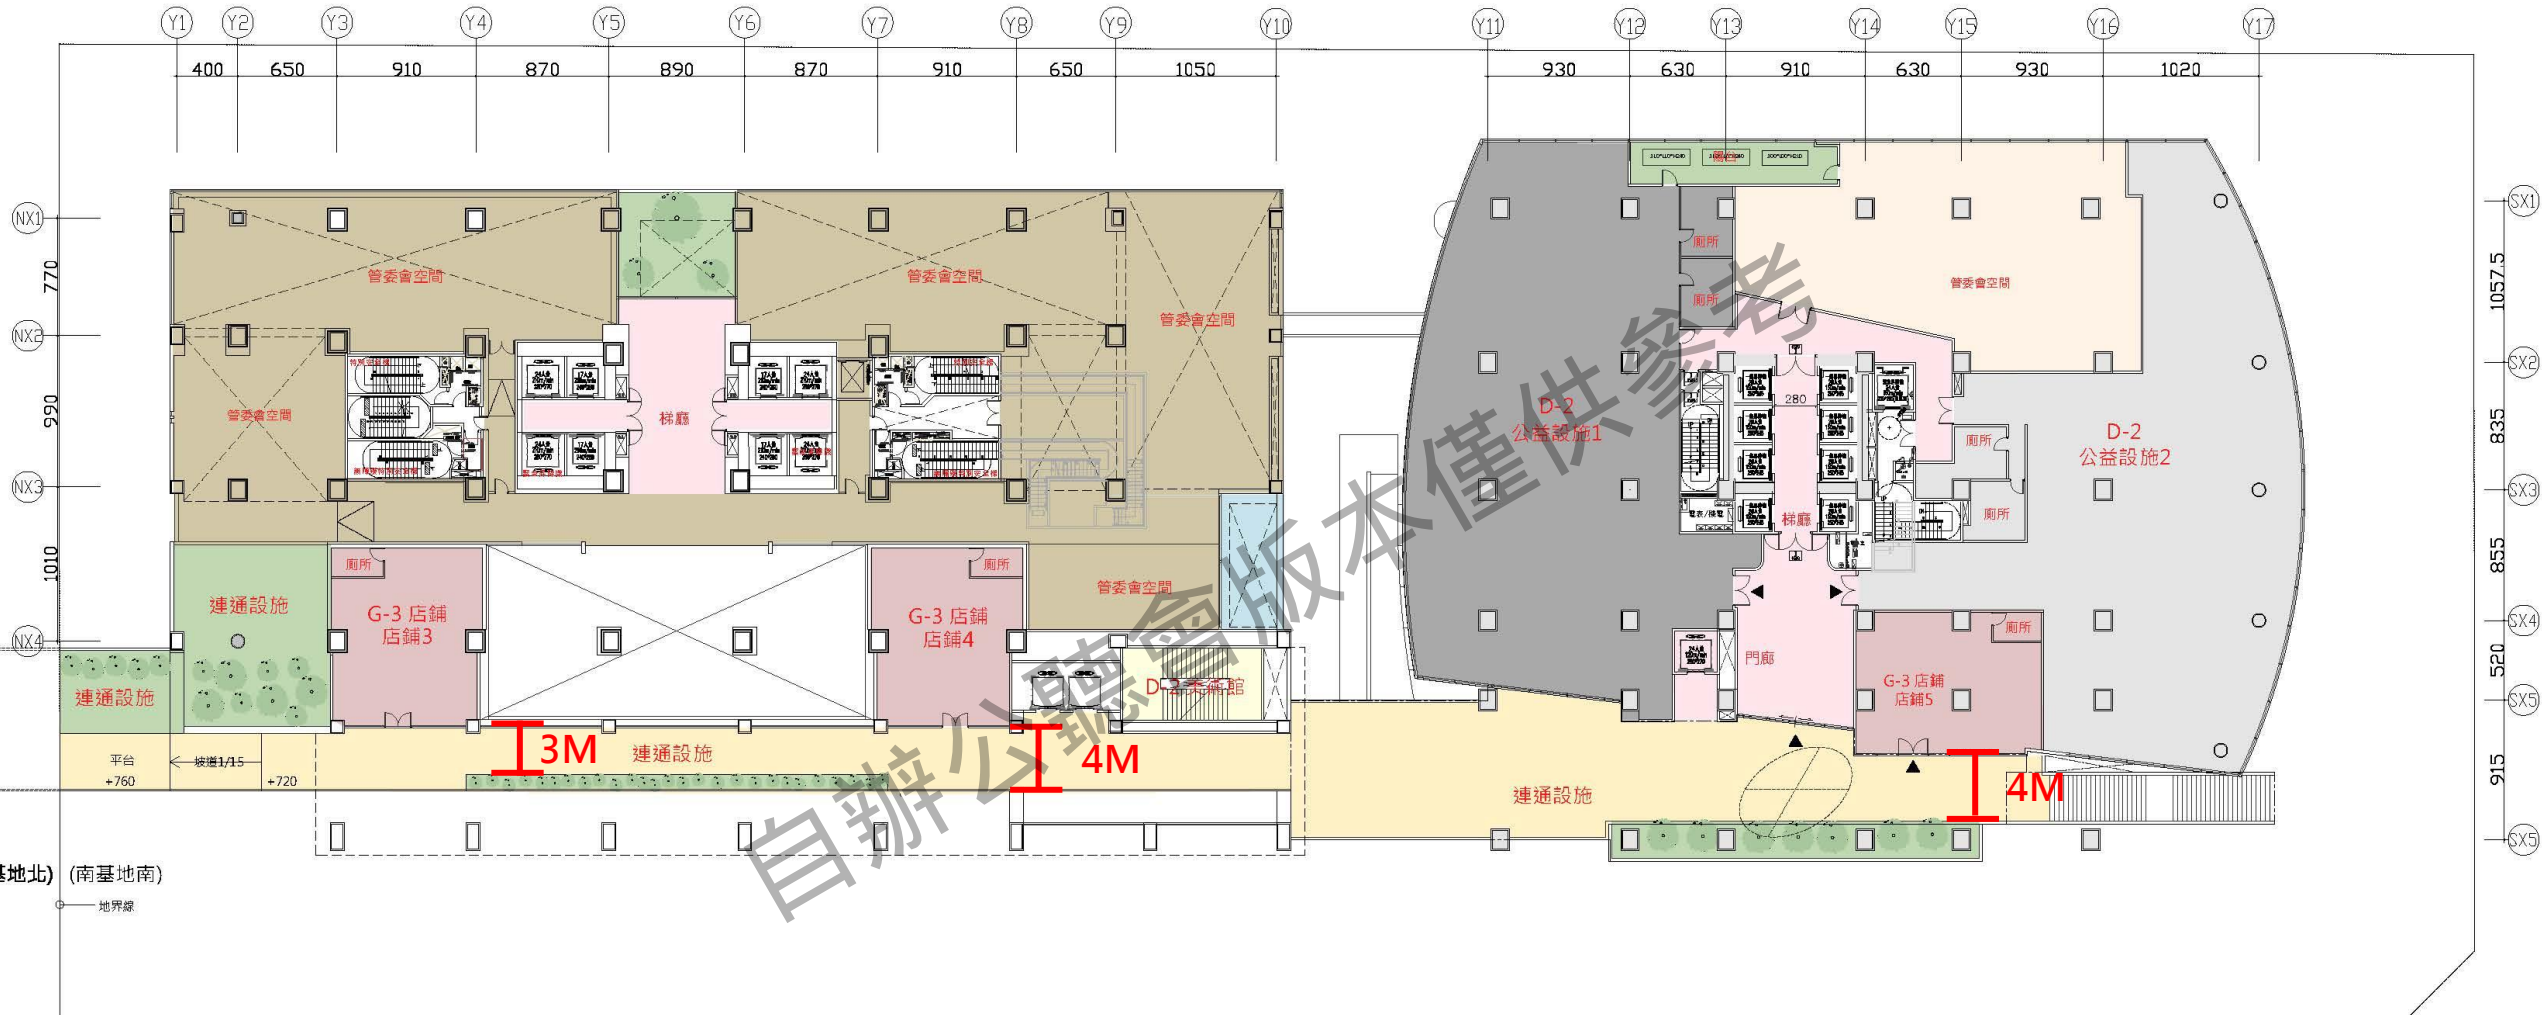 Y1 Y2 Y3 Y4 Y5 Y6 Y7 Y8 Y9 Y10 Y11 Y12 Y13 Y14 Y15 Y16 Y17
400 650 910 870 890 870 910 650 1050 930 630 910 630 930 1020
NX1
770
NX2
990
NX3
1010
NX4
SX1
1057.5
SX2
835
SX3
855
SX4
520
SX5
915
SX5
管委會空間
管委會空間
管委會空間
管委會空間
管委會空間
梯廳
廁所
G-3 店鋪
店鋪3
廁所
G-3 店鋪
店鋪4
連通設施
連通設施
D-2 美術館
平台
+760
坡道1/15
+720
3M
連通設施
4M
陽台
廁所
廁所
管委會空間
D-2
公益設施1
280
D-2
公益設施2
廁所
廁所
電表/接電
梯廳
門廊
廁所
G-3 店鋪
店鋪5
連通設施
4M
基地北) (南基地南)
地界線
自辦公聽會版本僅供參考